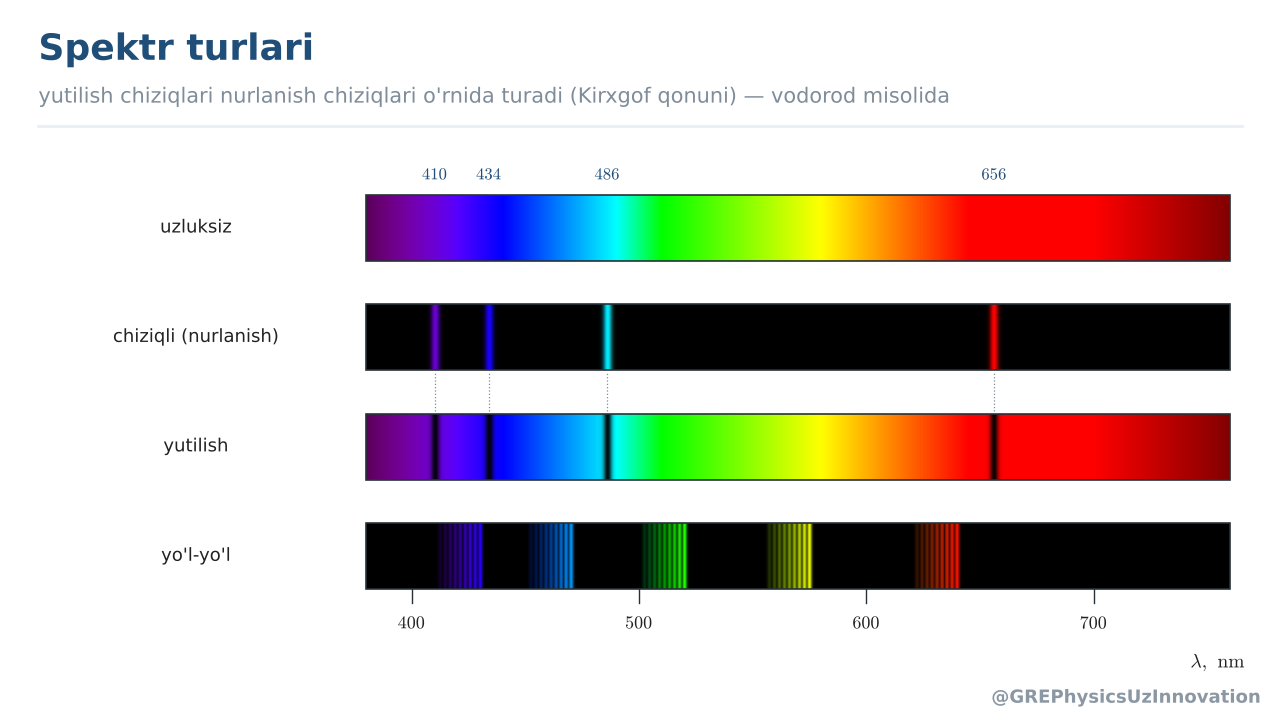 Spektr turlari
yutilish chiziqlari nurlanish chiziqlari o'rnida turadi (Kirxgof qonuni) — vodorod misolida
410 434 486 656
uzluksiz
chiziqli (nurlanish)
yutilish
yo'l-yo'l
400 500 600 700
λ, nm
@GREPhysicsUzInnovation